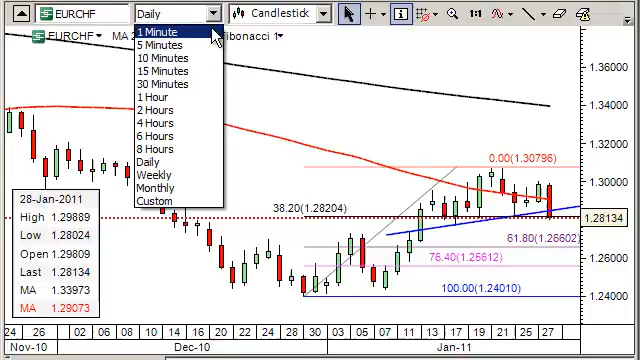 EURCHF Daily Candlestick
EURCHF MA 2 Fibonacci
1 Minute
5 Minutes
10 Minutes
15 Minutes
30 Minutes
1 Hour
2 Hours
4 Hours
6 Hours
8 Hours
Daily
Weekly
Monthly
Custom
28-Jan-2011
High 1.29889
Low 1.28024
Open 1.29809
Last 1.28134
MA 1.33973
MA 1.29073
0.00(1.30796)
38.20(1.28204)
61.80(1.26602)
76.40(1.25612)
100.00(1.24010)
1.36000
1.34000
1.32000
1.30000
1.28134
1.26000
1.24000
24 26 30 02 06 08 10 14 16 20 22 24 28 30 03 05 07 11 13 17 19 21 25 27
Nov-10 Dec-10 Jan-11